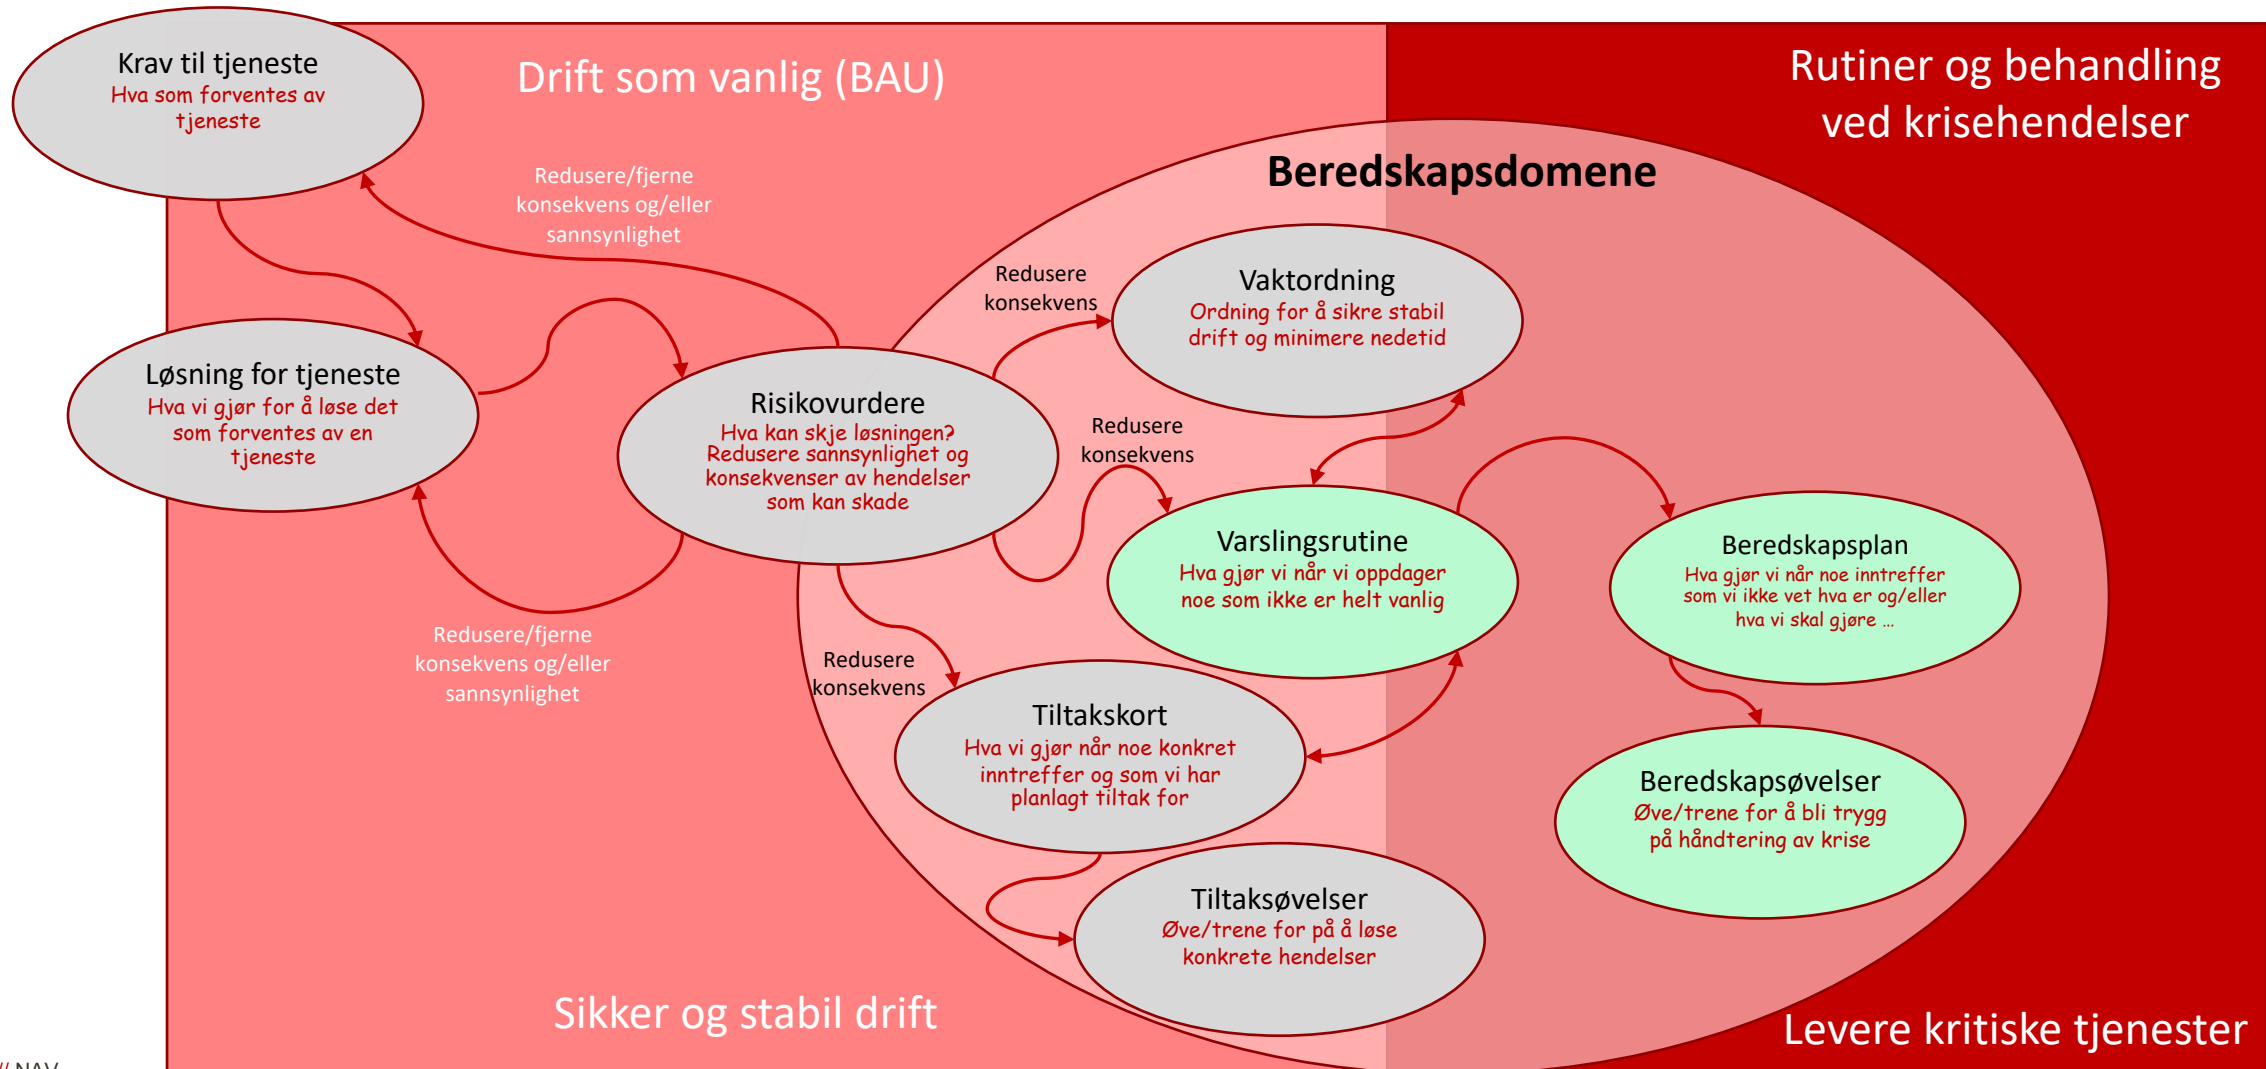 Krav til tjeneste
Hva som forventes av
tjeneste
Drift som vanlig (BAU)
Rutiner og behandling
ved krisehendelser
Beredskapsdomene
Redusere/fjerne
konsekvens og/eller
sannsynlighet
Redusere
konsekvens
Vaktordning
Ordning for å sikre stabil
drift og minimere nedetid
Løsning for tjeneste
Hva vi gjør for å løse det
som forventes av en
tjeneste
Risikovurdere
Hva kan skje løsningen?
Redusere sannsynlighet og
konsekvenser av hendelser
som kan skade
Redusere
konsekvens
Varslingsrutine
Hva gjør vi når vi oppdager
noe som ikke er helt vanlig
Beredskapsplan
Hva gjør vi når noe inntreffer
som vi ikke vet hva er og/eller
hva vi skal gjøre …
Redusere/fjerne
konsekvens og/eller
sannsynlighet
Redusere
konsekvens
Tiltakskort
Hva vi gjør når noe konkret
inntreffer og som vi har
planlagt tiltak for
Beredskapsøvelser
Øve/trene for å bli trygg
på håndtering av krise
Tiltaksøvelser
Øve/trene for på å løse
konkrete hendelser
Sikker og stabil drift
Levere kritiske tjenester
// NAV